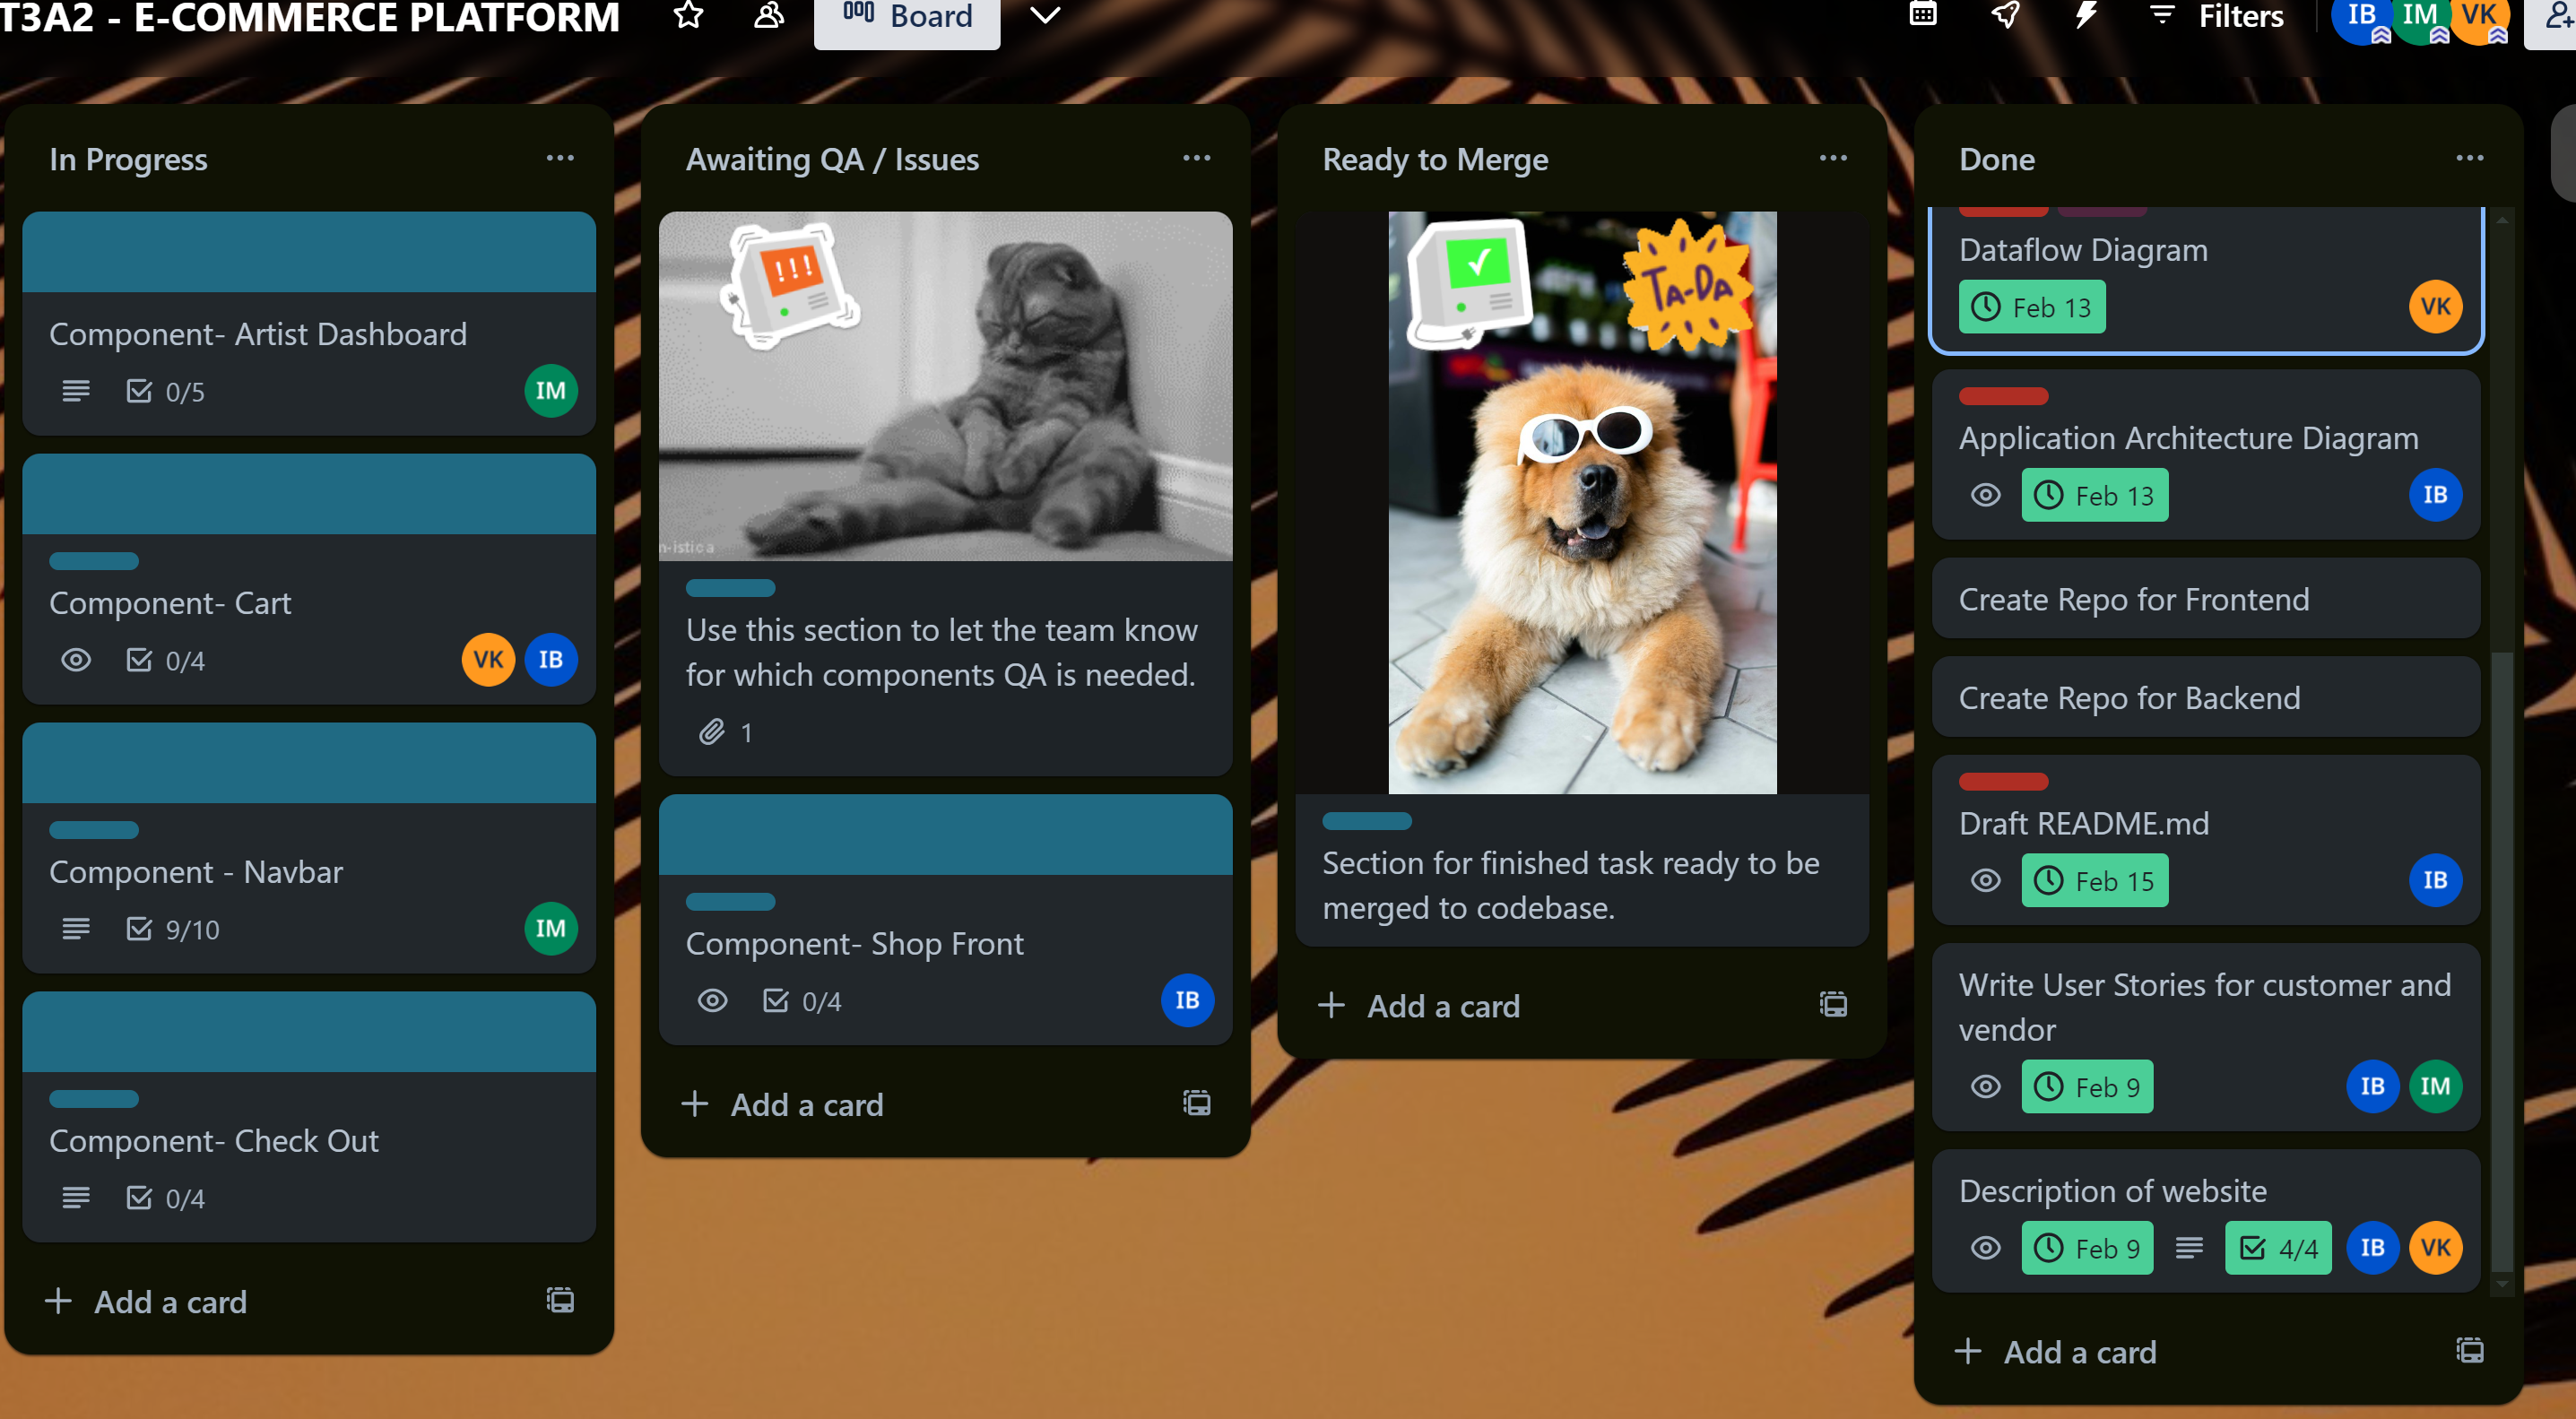 T3A2 - E-COMMERCE PLATFORM
Board
Filters
IB
IM
VK
In Progress
Component- Artist Dashboard
0/5
IM
Component- Cart
0/4
VK
IB
Component - Navbar
9/10
IM
Component- Check Out
0/4
Add a card
Awaiting QA / Issues
!!!
n-istica
Use this section to let the team know
for which components QA is needed.
1
Component- Shop Front
0/4
IB
Add a card
Ready to Merge
TA-DA
Section for finished task ready to be
merged to codebase.
Add a card
Done
Dataflow Diagram
Feb 13
VK
Application Architecture Diagram
Feb 13
IB
Create Repo for Frontend
Create Repo for Backend
Draft README.md
Feb 15
IB
Write User Stories for customer and
vendor
Feb 9
IB
IM
Description of website
Feb 9
4/4
IB
VK
Add a card